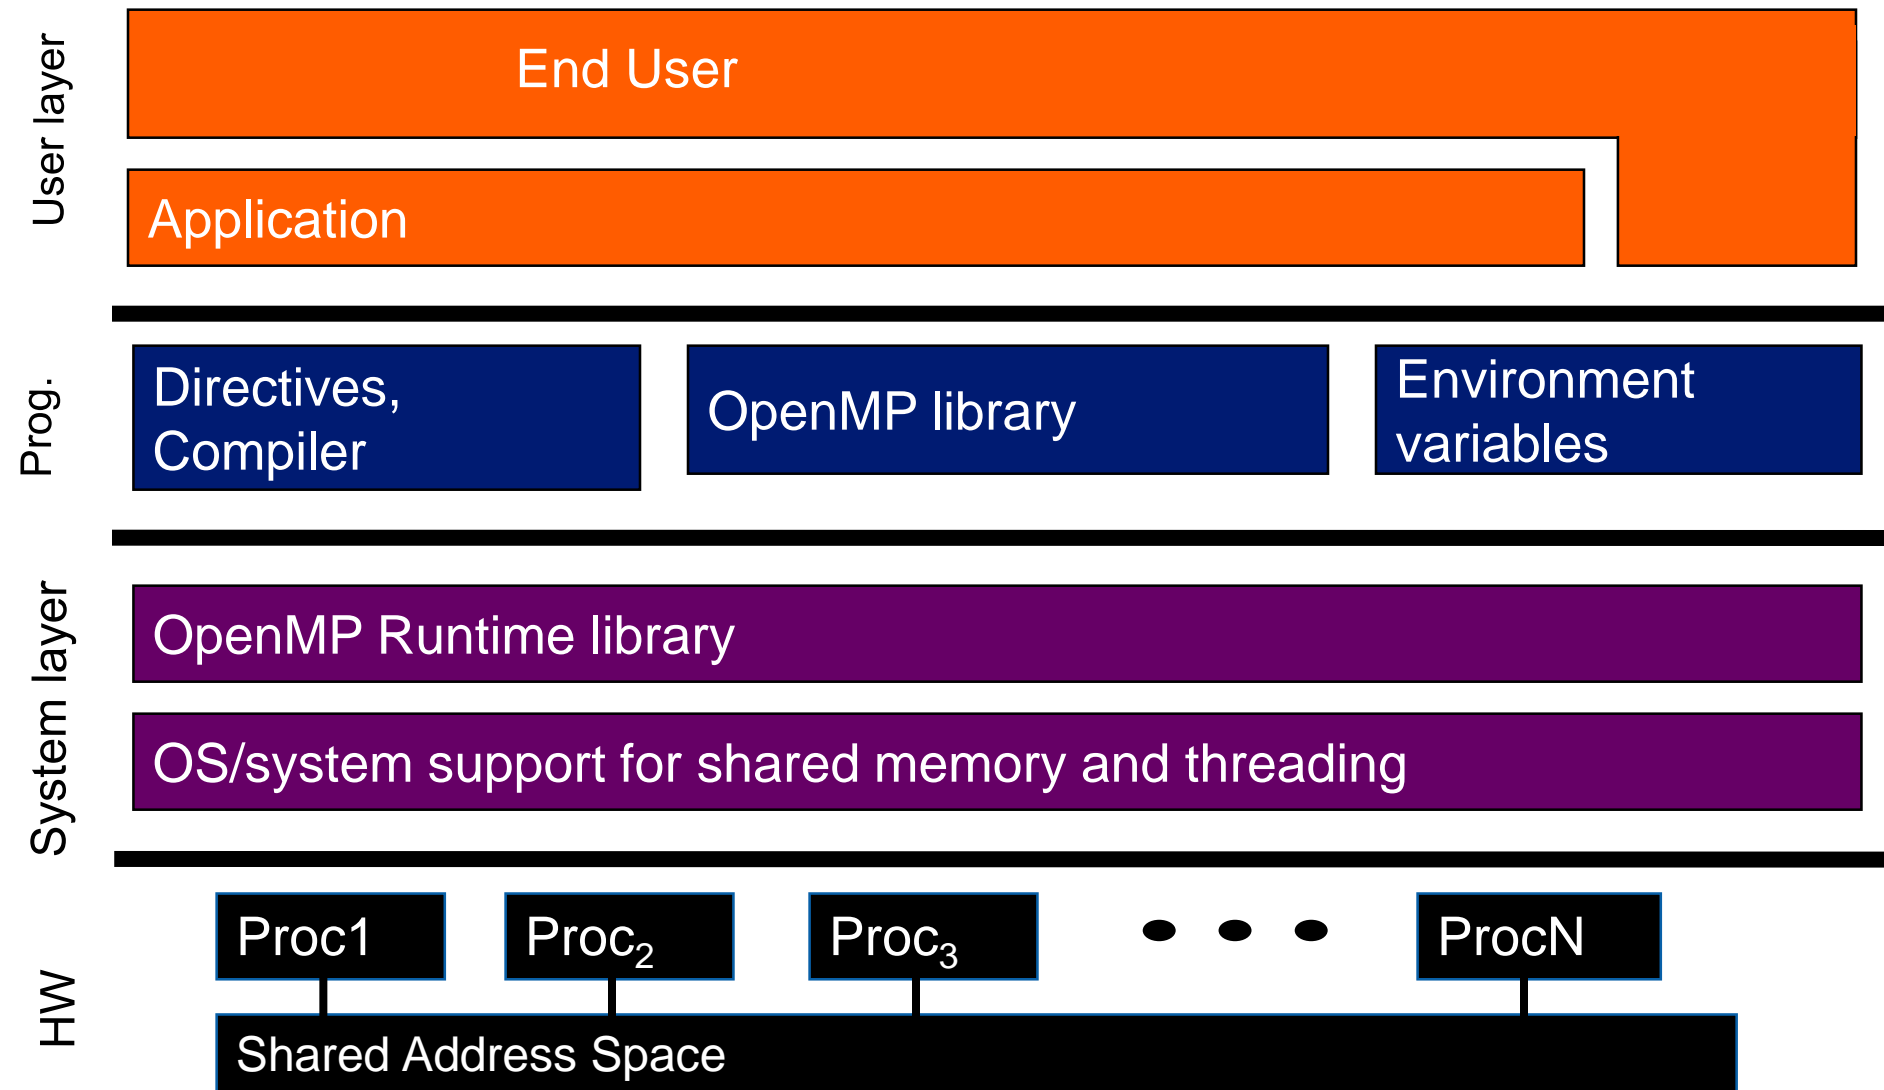 User layer
End User
Application
Prog.
Directives,
Compiler
OpenMP library
Environment
variables
System layer
OpenMP Runtime library
OS/system support for shared memory and threading
HW
Proc1
Proc₂
Proc₃
ProcN
Shared Address Space